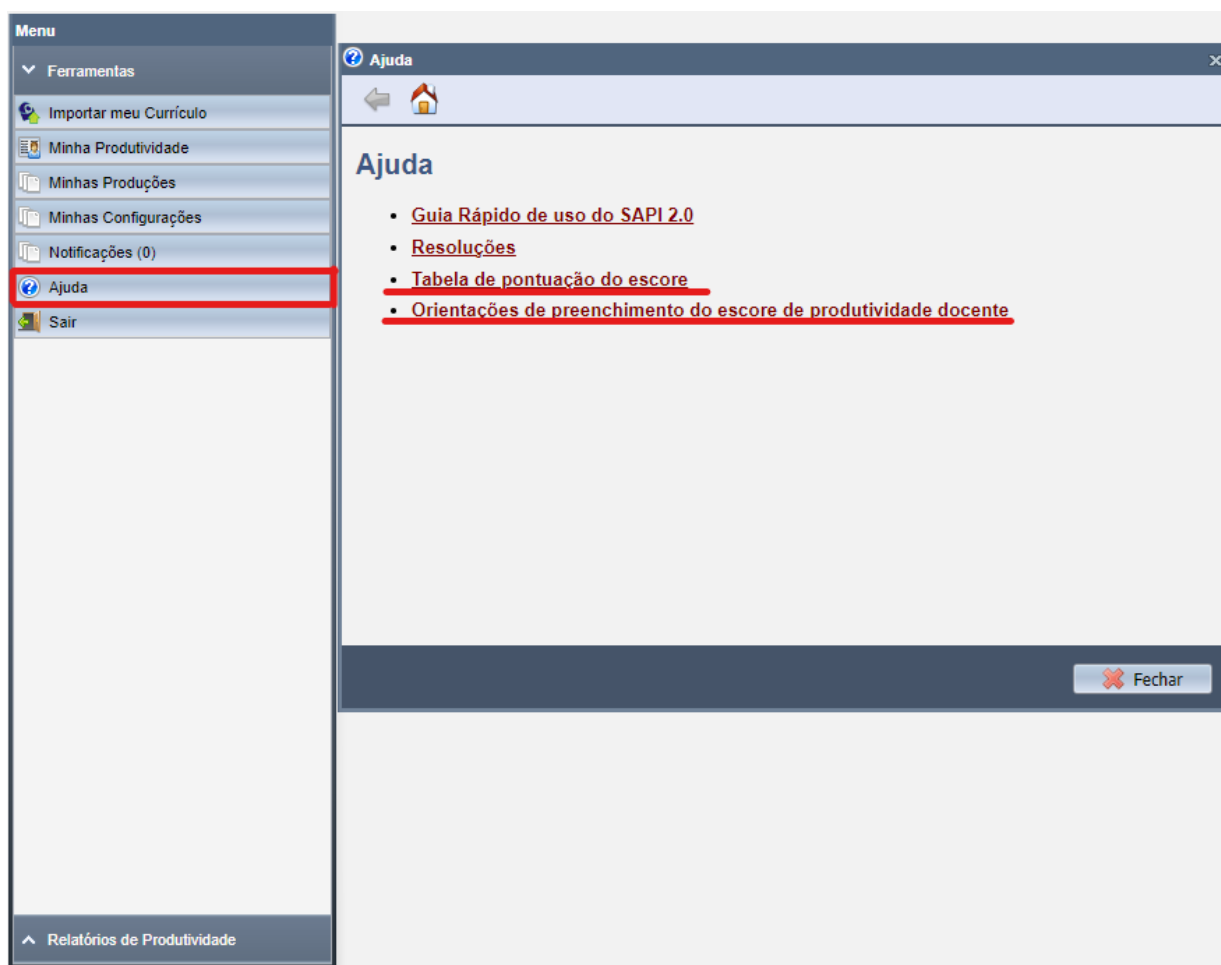 Menu
Ferramentas
Importar meu Currículo
Minha Produtividade
Minhas Produções
Minhas Configurações
Notificações (0)
Ajuda
Sair
Relatórios de Produtividade
Ajuda
Ajuda
Guia Rápido de uso do SAPI 2.0
Resoluções
Tabela de pontuação do escore
Orientações de preenchimento do escore de produtividade docente
Fechar